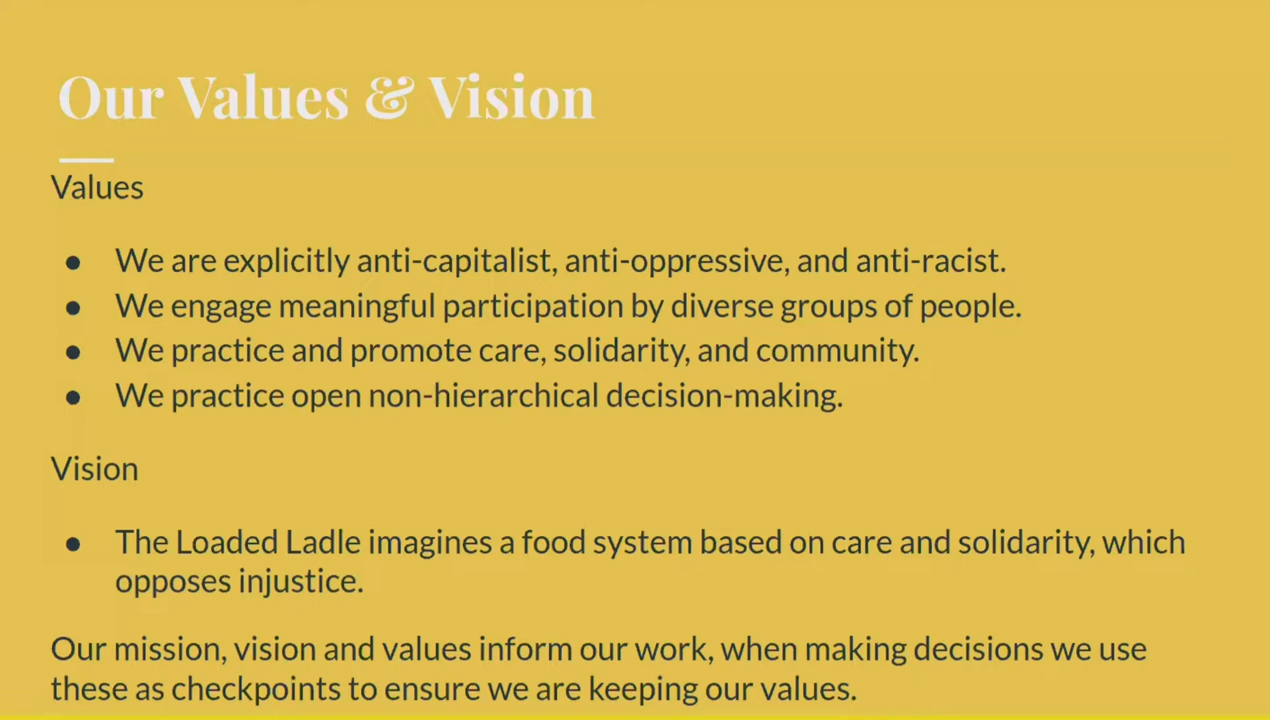 Our Values & Vision
Values
● We are explicitly anti-capitalist, anti-oppressive, and anti-racist.
● We engage meaningful participation by diverse groups of people.
● We practice and promote care, solidarity, and community.
● We practice open non-hierarchical decision-making.
Vision
● The Loaded Ladle imagines a food system based on care and solidarity, which
opposes injustice.
Our mission, vision and values inform our work, when making decisions we use
these as checkpoints to ensure we are keeping our values.